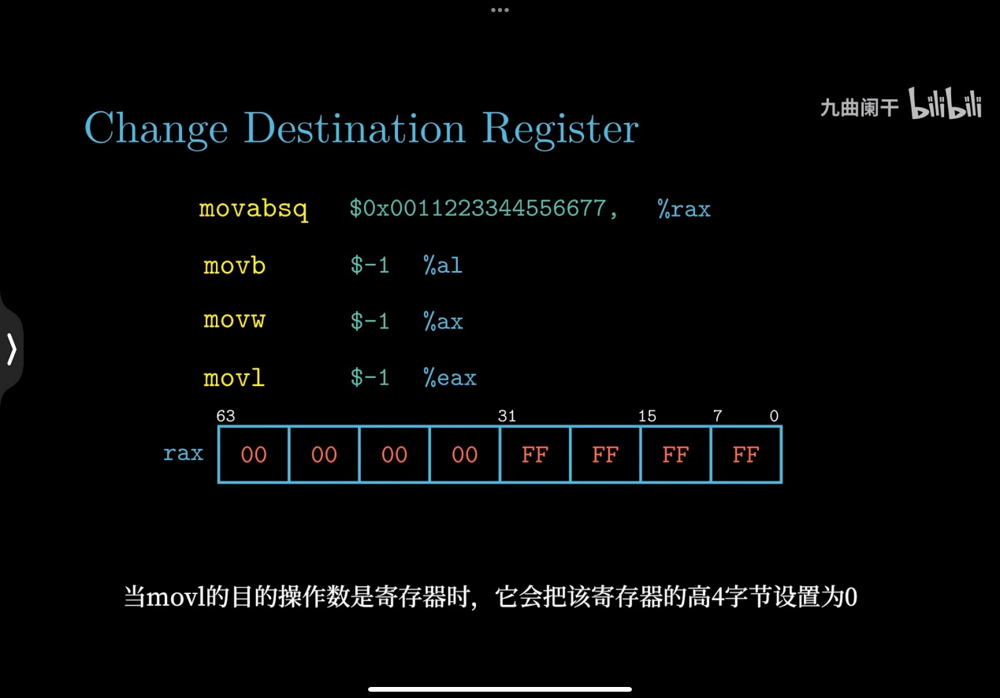 九曲阑干 bilibili
Change Destination Register
movabsq $0x0011223344556677, %rax
movb $-1 %al
movw $-1 %ax
movl $-1 %eax
63 31 15 7 0
rax 00 00 00 00 FF FF FF FF
当movl的目的操作数是寄存器时，它会把该寄存器的高4字节设置为0